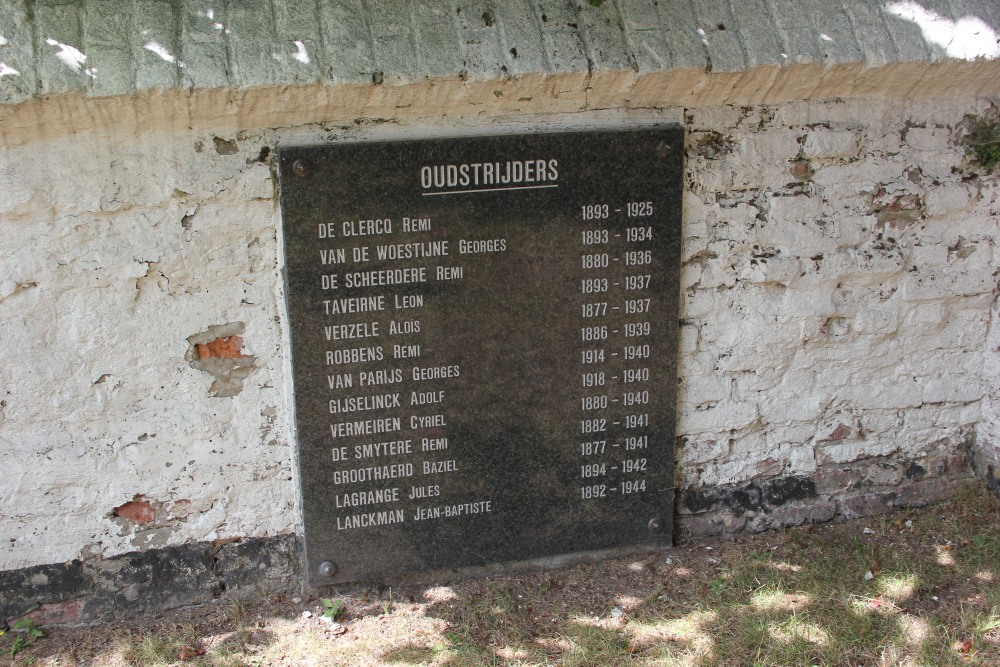 OUDSTRIJDERS
DE CLERCQ REMI 1893 - 1925
VAN DE WOESTIJNE GEORGES 1893 - 1934
DE SCHEERDERE REMI 1880 - 1936
TAVEIRNE LEON 1893 - 1937
VERZELE ALOIS 1877 - 1937
ROBBENS REMI 1886 - 1939
VAN PARIJS GEORGES 1914 - 1940
GIJSELINCK ADOLF 1918 - 1940
VERMEIREN CYRIEL 1880 - 1940
DE SMYTERE REMI 1882 - 1941
GROOTHAERD BAZIEL 1877 - 1941
LAGRANGE JULES 1894 - 1942
LANCKMAN JEAN-BAPTISTE 1892 - 1944